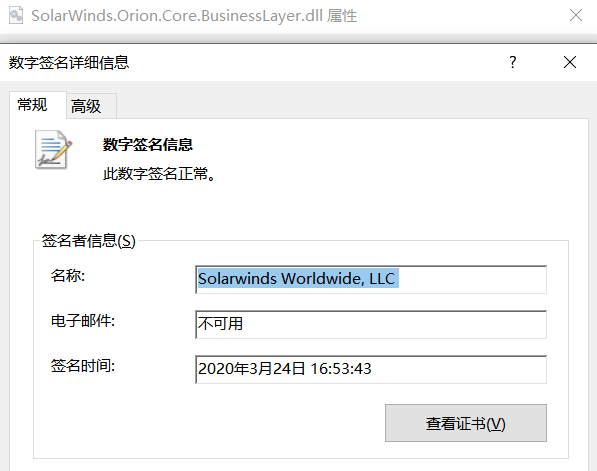 SolarWinds.Orion.Core.BusinessLayer.dll 属性
数字签名详细信息
?
常规 高级
数字签名信息
此数字签名正常。
签名者信息(S)
名称: Solarwinds Worldwide, LLC
电子邮件: 不可用
签名时间: 2020年3月24日 16:53:43
查看证书(V)